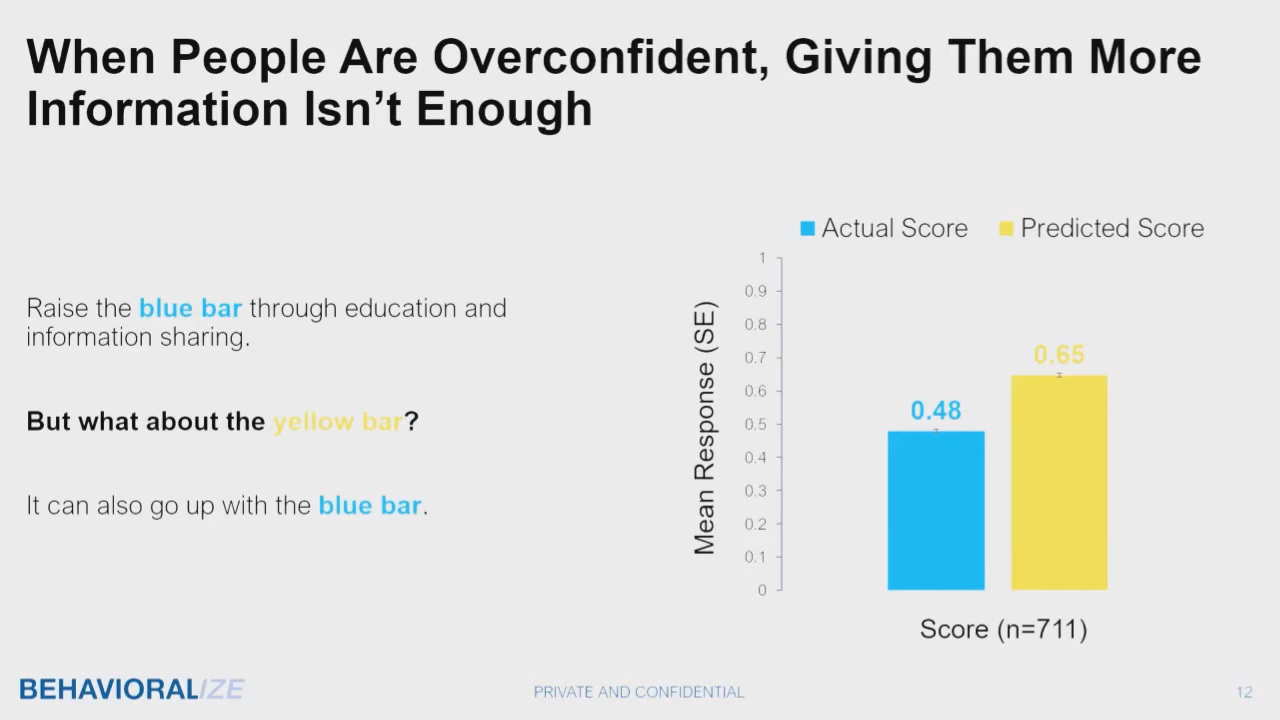 When People Are Overconfident, Giving Them More
Information Isn’t Enough
Raise the blue bar through education and
information sharing.
But what about the yellow bar?
It can also go up with the blue bar.
Actual Score
Predicted Score
Mean Response (SE)
1
0.9
0.8
0.7
0.6
0.5
0.4
0.3
0.2
0.1
0
0.48
0.65
Score (n=711)
BEHAVIORALIZE
PRIVATE AND CONFIDENTIAL
12